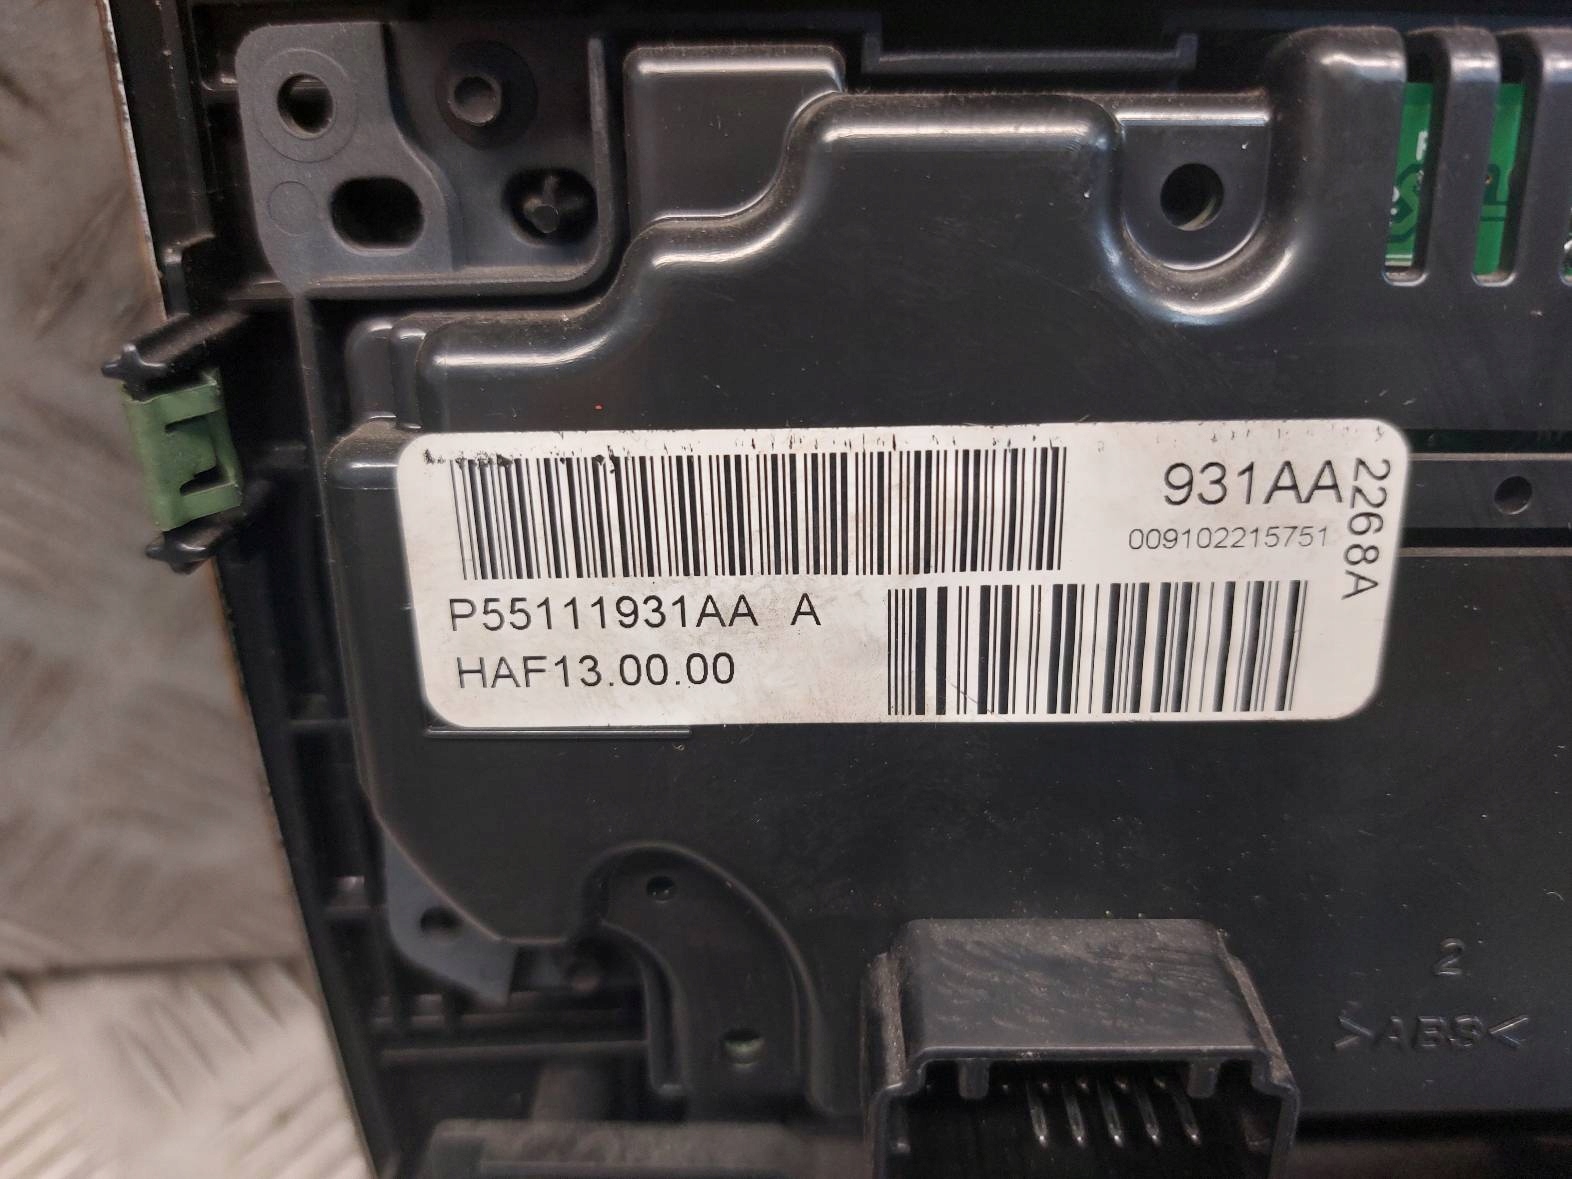 931AA
009102215751
2268A
P55111931AA A
HAF13.00.00
2
>ABS<